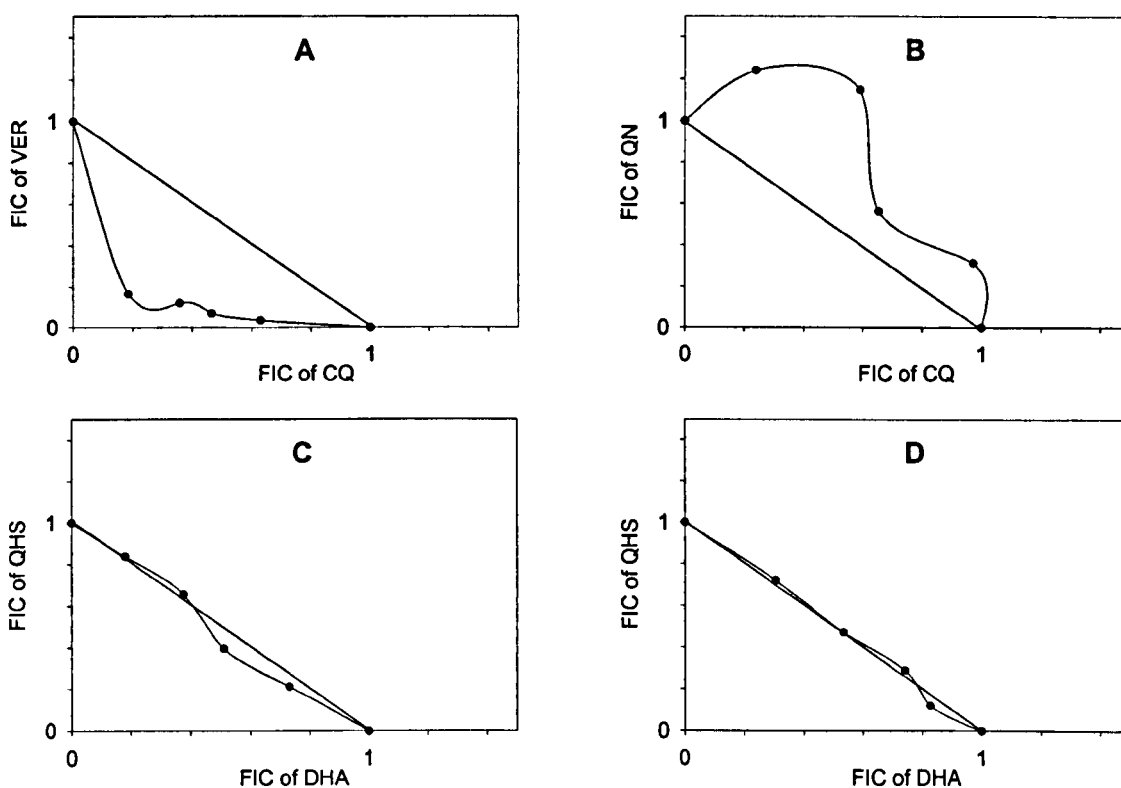 A
FIC of VER
1
0
0
1
FIC of CQ
B
FIC of QN
1
0
0
1
FIC of CQ
C
FIC of QHS
1
0
0
1
FIC of DHA
D
FIC of QHS
1
0
0
1
FIC of DHA